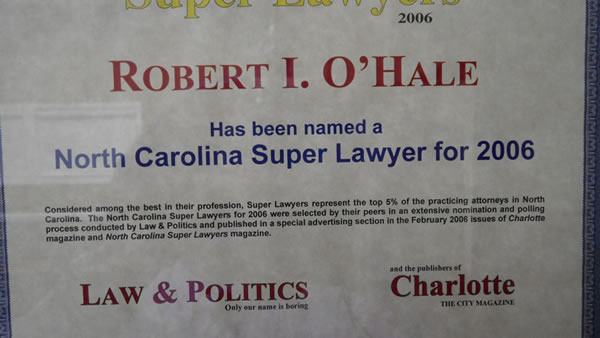 Super Lawyers
2006
ROBERT I. O'HALE
Has been named a
North Carolina Super Lawyer for 2006
Considered among the best in their profession, Super Lawyers represent the top 5% of the practicing attorneys in North
Carolina. The North Carolina Super Lawyers for 2006 were selected by their peers in an extensive nomination and polling
process conducted by Law & Politics and published in a special advertising section in the February 2006 issues of Charlotte
magazine and North Carolina Super Lawyers magazine.
LAW & POLITICS
Only our name is boring
and the publishers of
Charlotte
THE CITY MAGAZINE